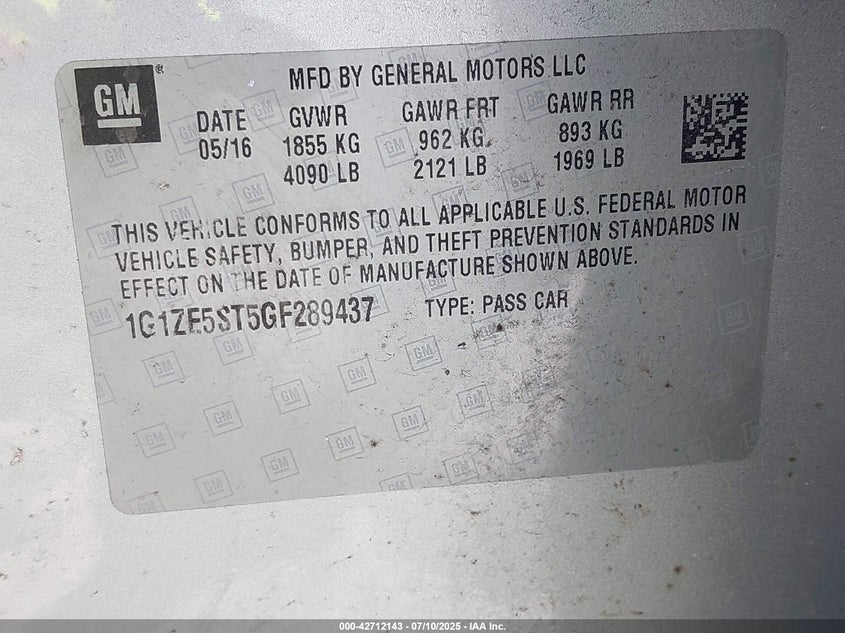 GM®
MFD BY GENERAL MOTORS LLC
DATE GVWR GAWR FRT GAWR RR
05/16 1855 KG 962 KG 893 KG
4090 LB 2121 LB 1969 LB
THIS VEHICLE CONFORMS TO ALL APPLICABLE U.S. FEDERAL MOTOR
VEHICLE SAFETY, BUMPER, AND THEFT PREVENTION STANDARDS IN
EFFECT ON THE DATE OF MANUFACTURE SHOWN ABOVE.
1G1ZE5ST5GF289437 TYPE: PASS CAR
000-42712143 - 07/10/2025 - IAA Inc.